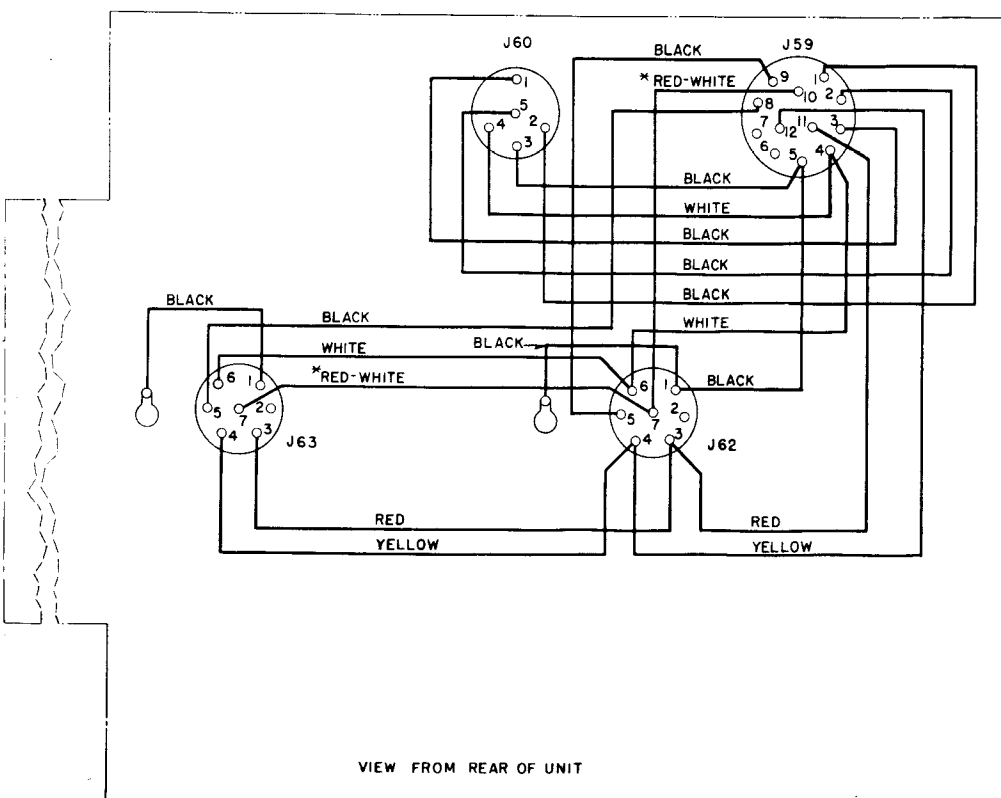 J60
J59
BLACK
*RED-WHITE
1
5
4
2
3
9
1
10
2
8
7
12
11
3
6
5
4
BLACK
WHITE
BLACK
BLACK
BLACK
BLACK
BLACK
WHITE
WHITE
BLACK
*RED-WHITE
BLACK
6
1
5
7
2
4
3
J63
6
1
5
7
2
4
3
J62
RED
RED
YELLOW
YELLOW
VIEW FROM REAR OF UNIT